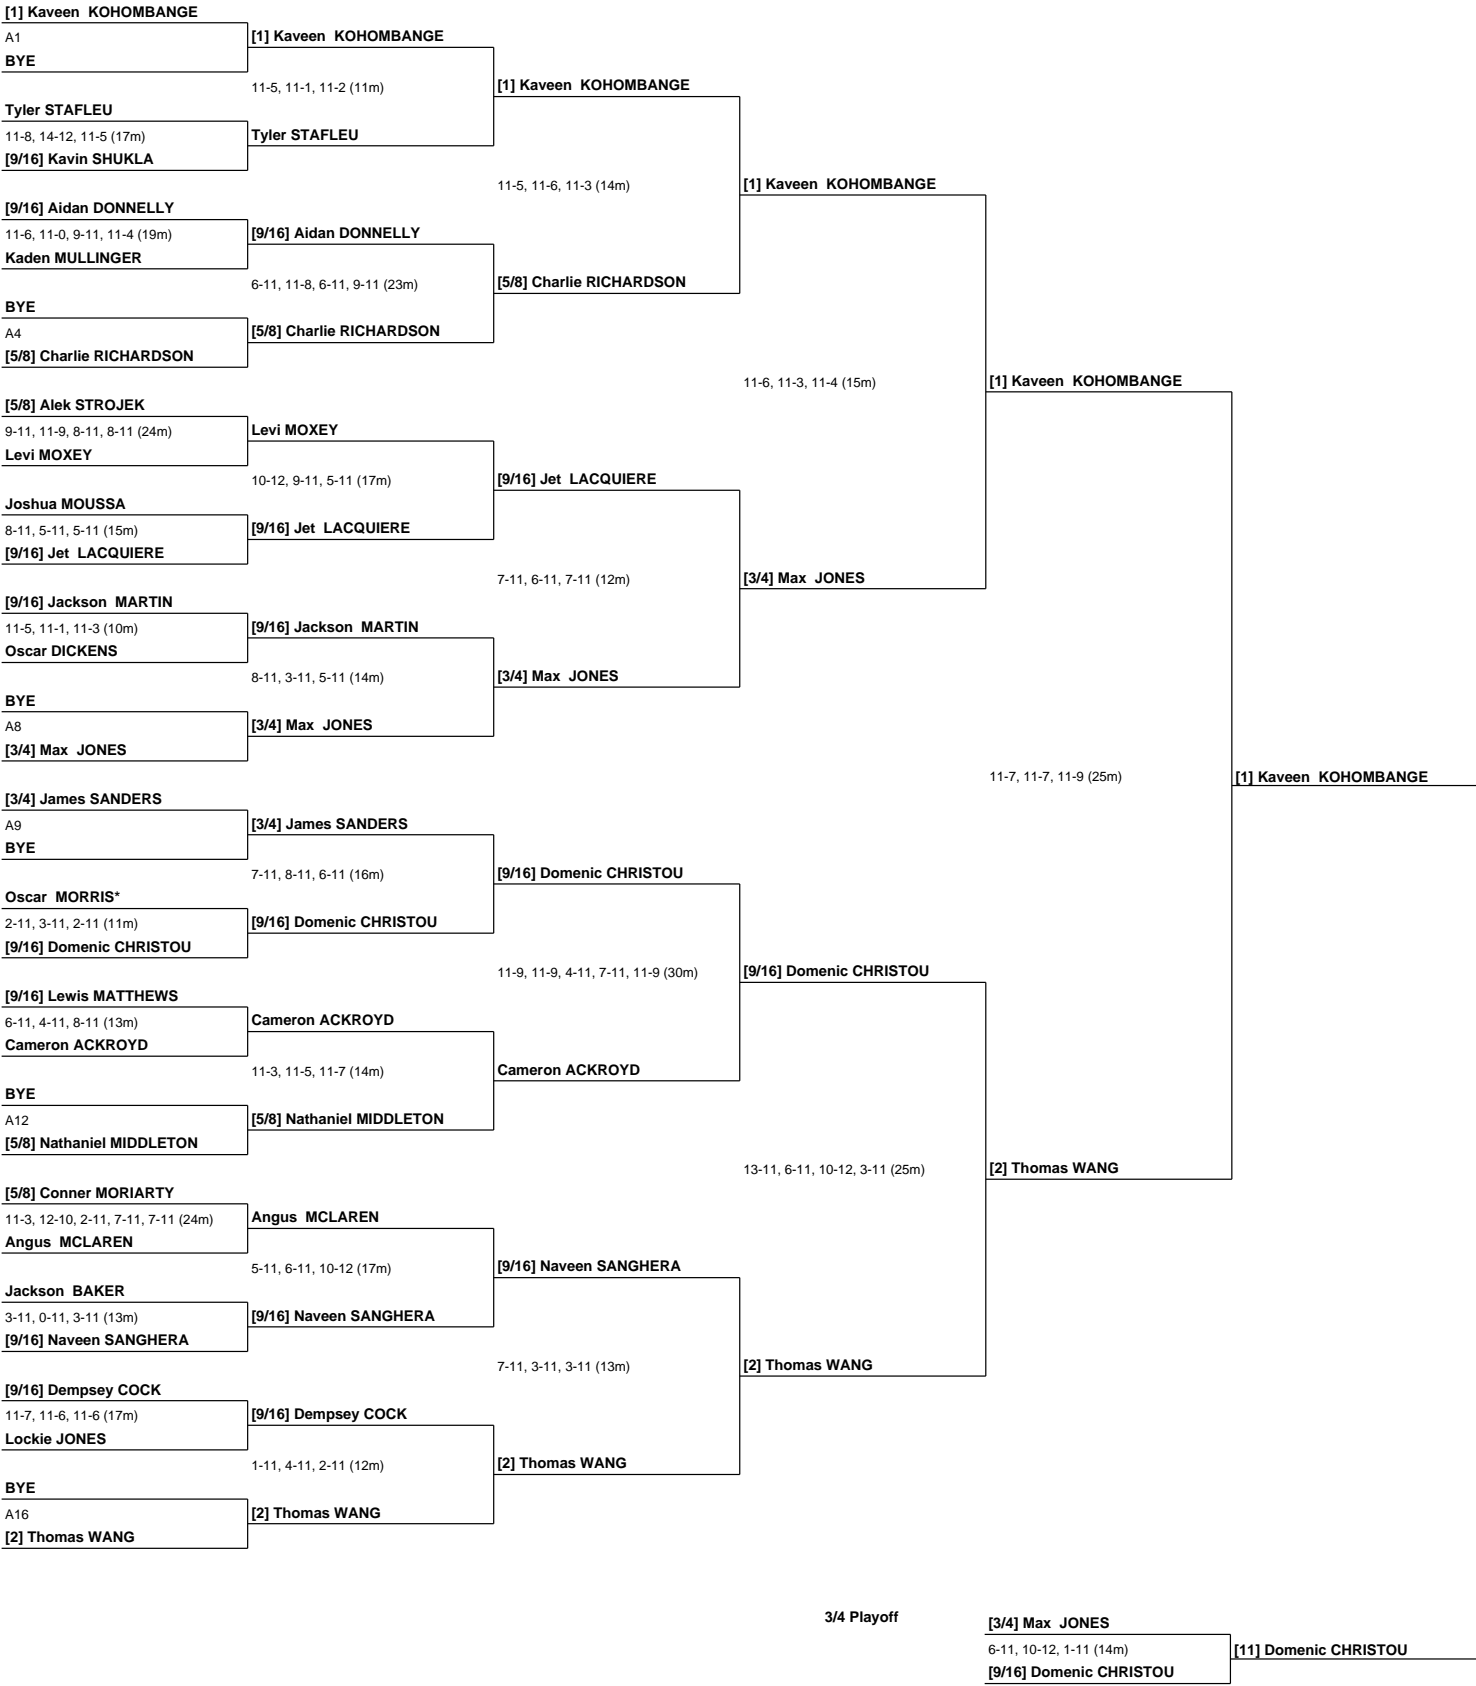 [1] Kaveen  KOHOMBANGE
A1
BYE
[1] Kaveen  KOHOMBANGE
11-5, 11-1, 11-2 (11m)
Tyler STAFLEU
11-8, 14-12, 11-5 (17m)
[9/16] Kavin SHUKLA
Tyler STAFLEU
[1] Kaveen  KOHOMBANGE
11-5, 11-6, 11-3 (14m)
[9/16] Aidan DONNELLY
11-6, 11-0, 9-11, 11-4 (19m)
Kaden MULLINGER
[9/16] Aidan DONNELLY
6-11, 11-8, 6-11, 9-11 (23m)
BYE
A4
[5/8] Charlie RICHARDSON
[5/8] Charlie RICHARDSON
[5/8] Charlie RICHARDSON
[1] Kaveen  KOHOMBANGE
11-6, 11-3, 11-4 (15m)
[5/8] Alek STROJEK
9-11, 11-9, 8-11, 8-11 (24m)
Levi MOXEY
Levi MOXEY
10-12, 9-11, 5-11 (17m)
Joshua MOUSSA
8-11, 5-11, 5-11 (15m)
[9/16] Jet  LACQUIERE
[9/16] Jet  LACQUIERE
[9/16] Jet  LACQUIERE
7-11, 6-11, 7-11 (12m)
[9/16] Jackson  MARTIN
11-5, 11-1, 11-3 (10m)
Oscar DICKENS
[9/16] Jackson  MARTIN
8-11, 3-11, 5-11 (14m)
BYE
A8
[3/4] Max  JONES
[3/4] Max  JONES
[3/4] Max  JONES
[3/4] Max  JONES
[1] Kaveen  KOHOMBANGE
11-7, 11-7, 11-9 (25m)
[1] Kaveen  KOHOMBANGE
[3/4] James SANDERS
A9
BYE
[3/4] James SANDERS
7-11, 8-11, 6-11 (16m)
Oscar  MORRIS*
2-11, 3-11, 2-11 (11m)
[9/16] Domenic CHRISTOU
[9/16] Domenic CHRISTOU
[9/16] Domenic CHRISTOU
11-9, 11-9, 4-11, 7-11, 11-9 (30m)
[9/16] Lewis MATTHEWS
6-11, 4-11, 8-11 (13m)
Cameron ACKROYD
Cameron ACKROYD
11-3, 11-5, 11-7 (14m)
BYE
A12
[5/8] Nathaniel MIDDLETON
[5/8] Nathaniel MIDDLETON
Cameron ACKROYD
[9/16] Domenic CHRISTOU
13-11, 6-11, 10-12, 3-11 (25m)
[5/8] Conner MORIARTY
11-3, 12-10, 2-11, 7-11, 7-11 (24m)
Angus  MCLAREN
Angus  MCLAREN
5-11, 6-11, 10-12 (17m)
Jackson  BAKER
3-11, 0-11, 3-11 (13m)
[9/16] Naveen SANGHERA
[9/16] Naveen SANGHERA
[9/16] Naveen SANGHERA
7-11, 3-11, 3-11 (13m)
[9/16] Dempsey COCK
11-7, 11-6, 11-6 (17m)
Lockie JONES
[9/16] Dempsey COCK
1-11, 4-11, 2-11 (12m)
BYE
A16
[2] Thomas WANG
[2] Thomas WANG
[2] Thomas WANG
[2] Thomas WANG
[2] Thomas WANG
3/4 Playoff
[3/4] Max  JONES
6-11, 10-12, 1-11 (14m)
[9/16] Domenic CHRISTOU
[11] Domenic CHRISTOU